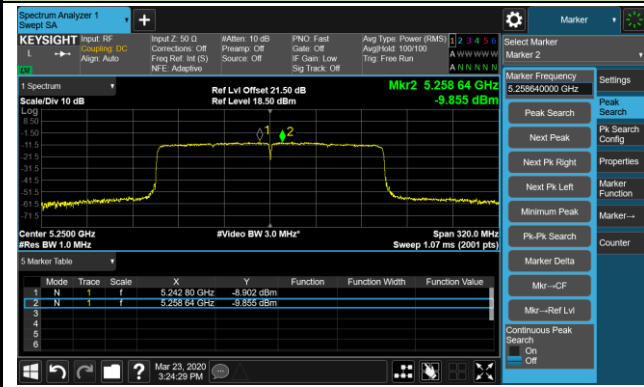 Spectrum Analyzer 1
Swept SA
+
Marker
KEYSIGHT Input: RF Input Z: 50 Ω #Atten: 10 dB PNO: Fast Avg Type: Power (RMS) 1 2 3 4 5 6
L Coupling: DC Corrections: Off Preamp: Off Gate: Off Avg|Hold: 100/100 A W W W W W
Align: Auto Freq Ref: Int (S) Source: Off IF Gain: Low Trig: Free Run
NFE: Adaptive Sig Track: Off A N N N N N
Select Marker
Marker 2
1 Spectrum
Scale/Div 10 dB
Ref Lvl Offset 21.50 dB
Ref Level 18.50 dBm
Mkr2 5.258 64 GHz
-9.855 dBm
Log
8.50
-1.50
-11.5
-21.5
-31.5
-41.5
-51.5
-61.5
-71.5
1
2
Center 5.2500 GHz #Video BW 3.0 MHz* Span 320.0 MHz
#Res BW 1.0 MHz Sweep 1.07 ms (2001 pts)
5 Marker Table
Mode Trace Scale X Y Function Function Width Function Value
1 N 1 f 5.242 80 GHz -8.902 dBm
2 N 1 f 5.258 64 GHz -9.855 dBm
3
4
5
6
Marker Frequency
5.258640000 GHz
Peak Search
Next Peak
Next Pk Right
Next Pk Left
Minimum Peak
Pk-Pk Search
Marker Delta
Mkr→CF
Mkr→Ref Lvl
Continuous Peak
Search
On
Off
Settings
Peak
Search
Pk Search
Config
Properties
Marker
Function
Marker→
Counter
?
Mar 23, 2020
3:24:29 PM